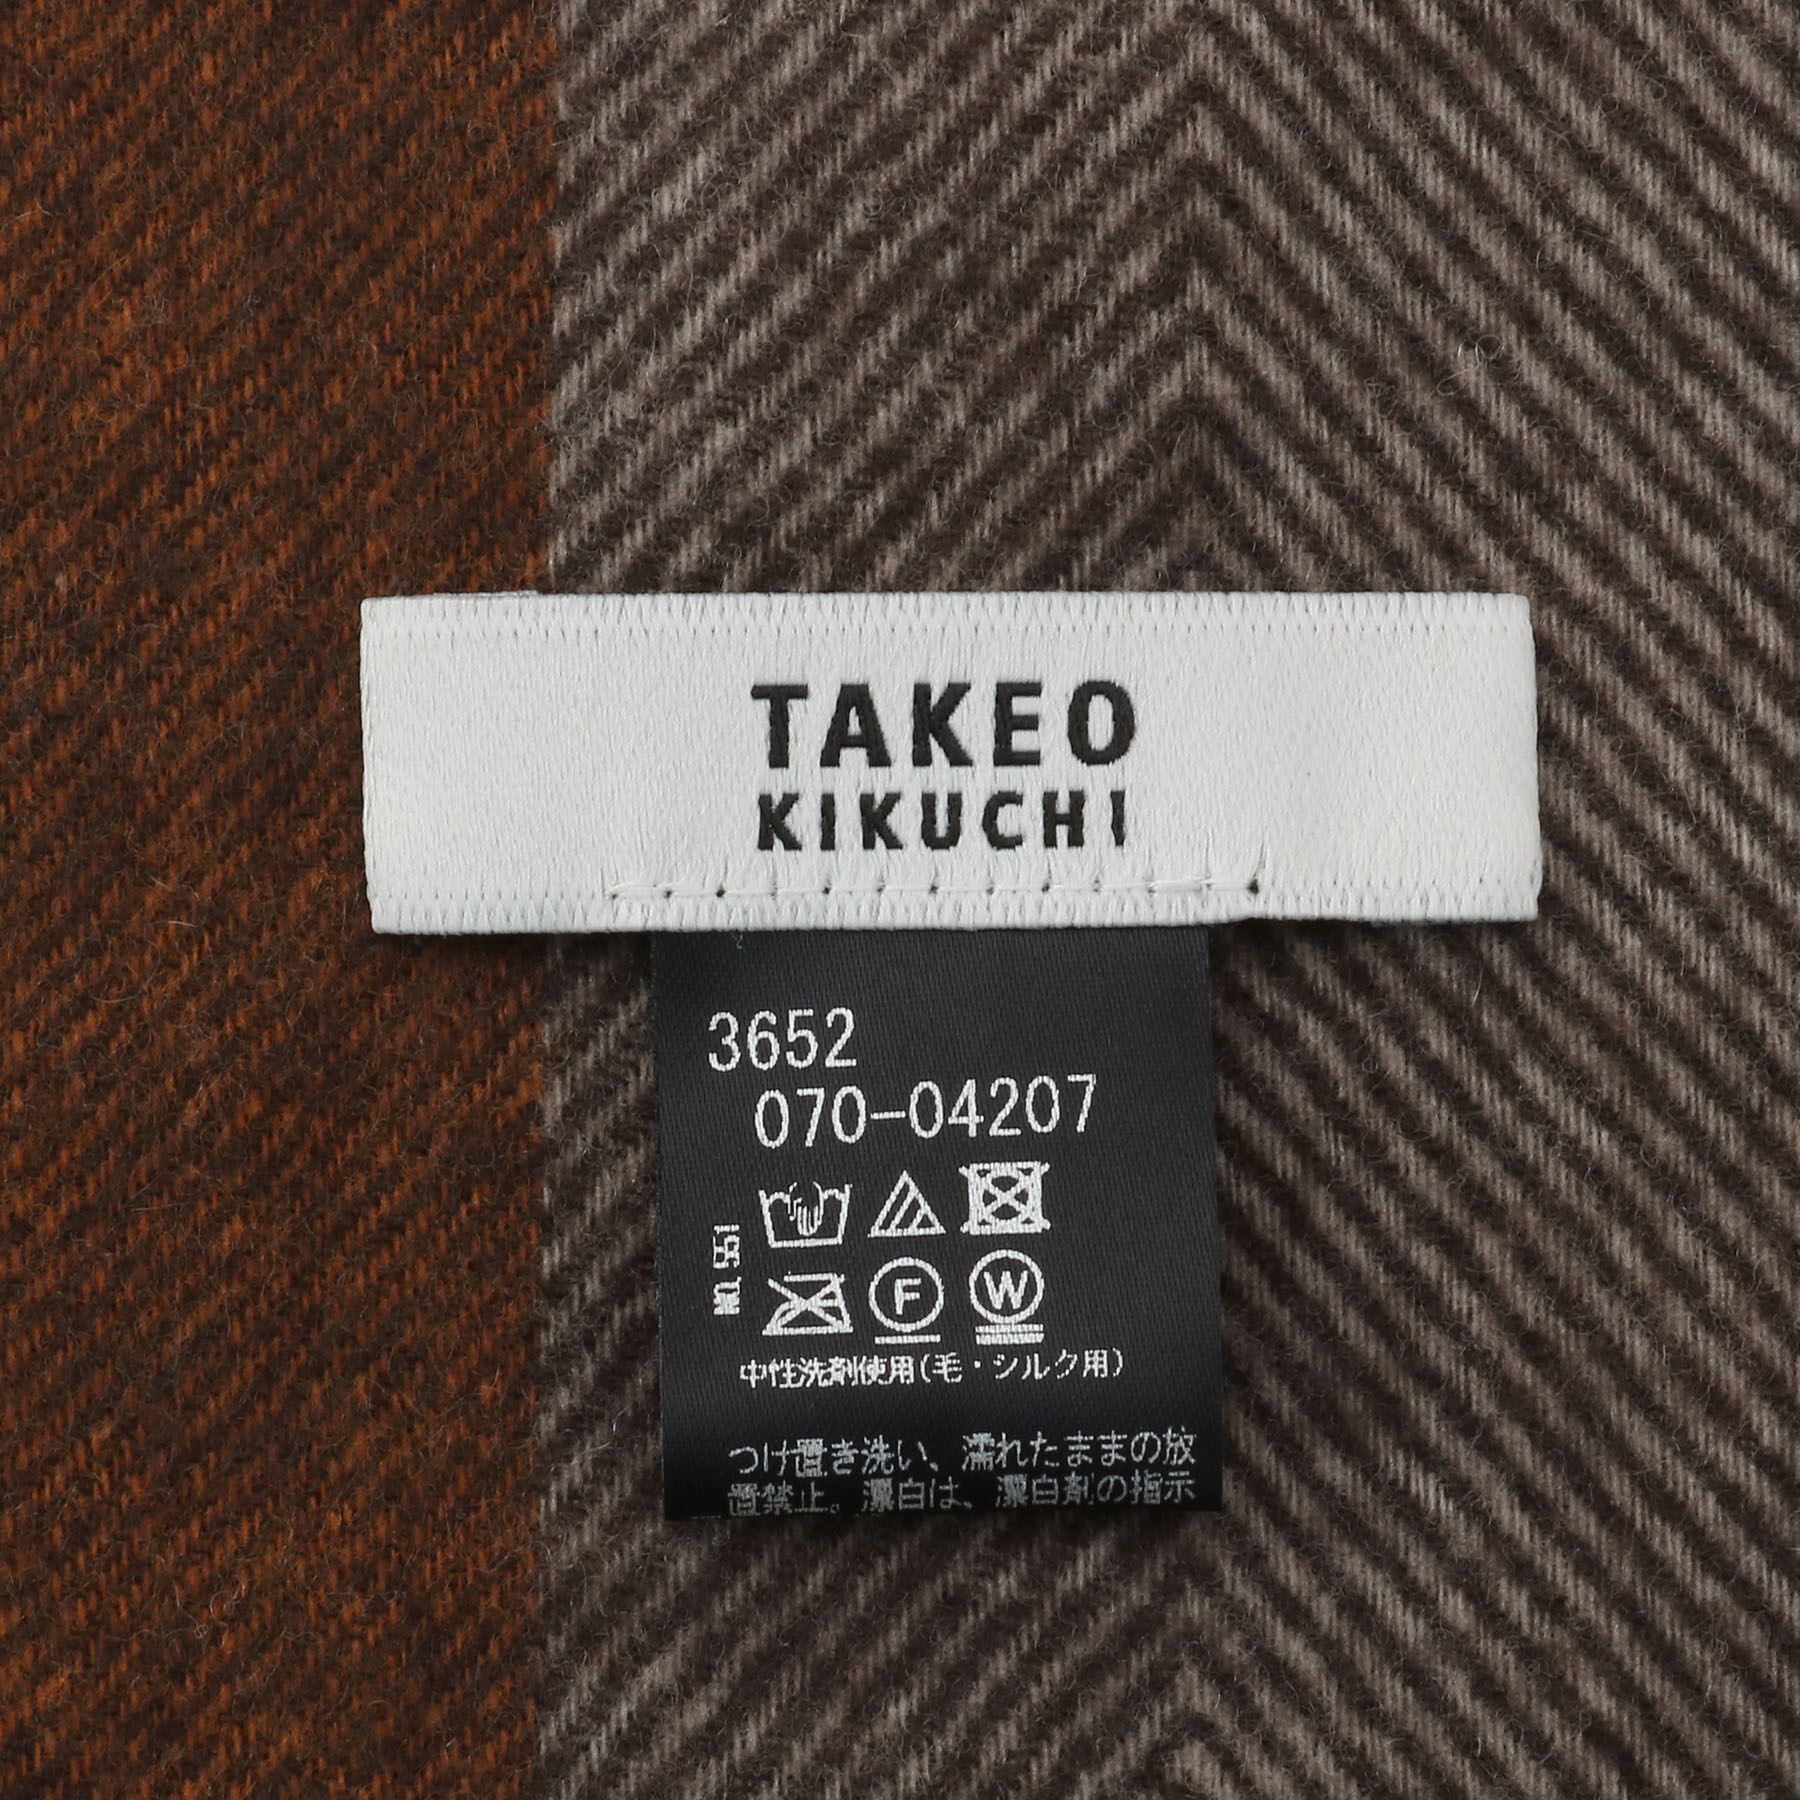 TAKEO
KIKUCHI
3652
070-04207
NO.5551
F W
中性洗剤使用(毛・シルク用)
つけ置き洗い、濡れたままの放
置禁止。漂白は、漂白剤の指示